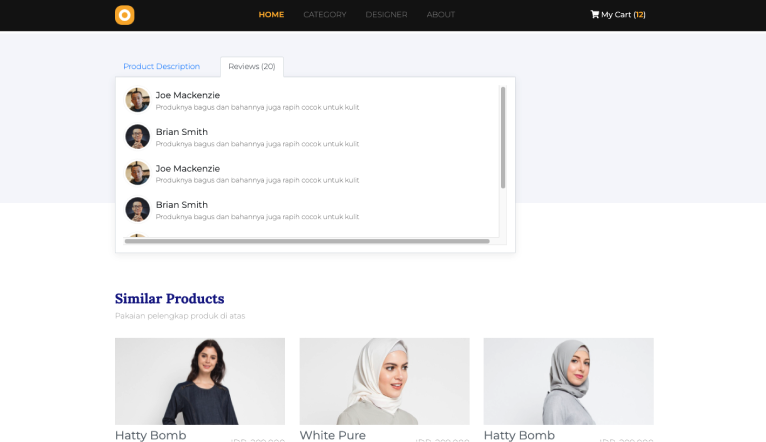 HOME CATEGORY DESIGNER ABOUT My Cart (12)
Product Description Reviews (20)
Joe Mackenzie
Produknya bagus dan bahannya juga rapih cocok untuk kulit
Brian Smith
Produknya bagus dan bahannya juga rapih cocok untuk kulit
Joe Mackenzie
Produknya bagus dan bahannya juga rapih cocok untuk kulit
Brian Smith
Produknya bagus dan bahannya juga rapih cocok untuk kulit
Similar Products
Pakaian pelengkap produk di atas
Hatty Bomb White Pure Hatty Bomb